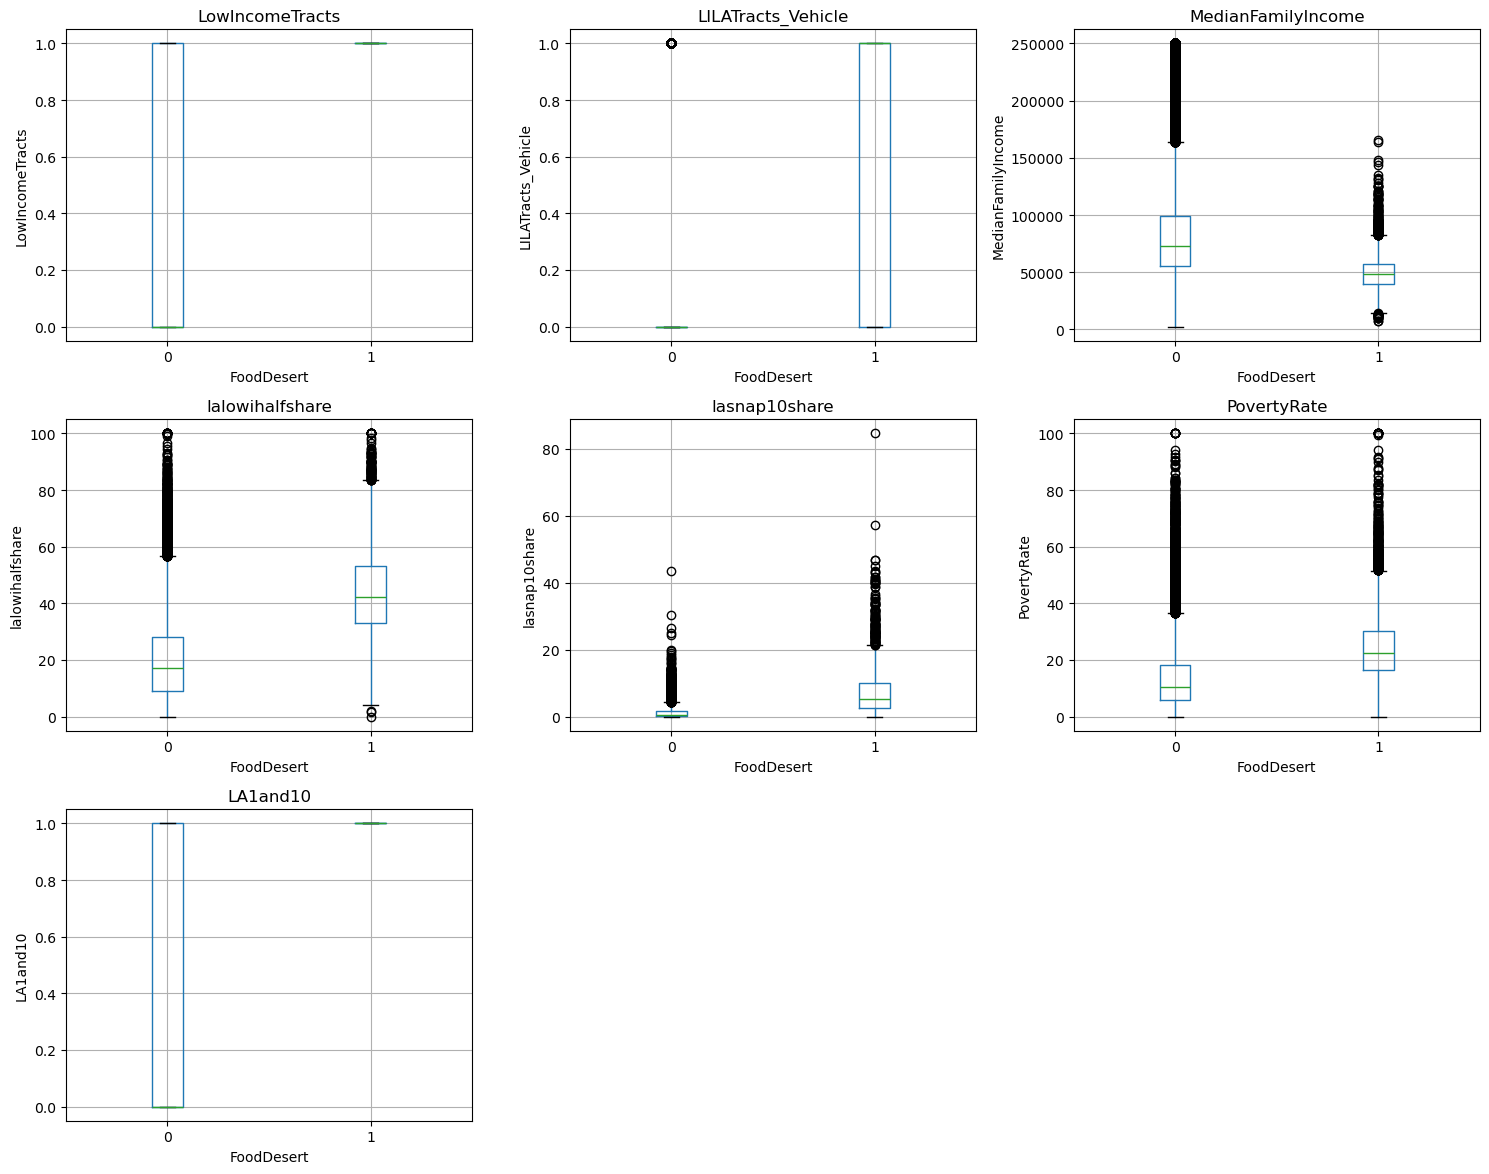 LowIncomeTracts
LowIncomeTracts
1.0
0.8
0.6
0.4
0.2
0.0
0 1
FoodDesert
LILATracts_Vehicle
LILATracts_Vehicle
1.0
0.8
0.6
0.4
0.2
0.0
0 1
FoodDesert
MedianFamilyIncome
MedianFamilyIncome
250000
200000
150000
100000
50000
0
0 1
FoodDesert
lalowihalfshare
lalowihalfshare
100
80
60
40
20
0
0 1
FoodDesert
lasnap10share
lasnap10share
80
60
40
20
0
0 1
FoodDesert
PovertyRate
PovertyRate
100
80
60
40
20
0
0 1
FoodDesert
LA1and10
LA1and10
1.0
0.8
0.6
0.4
0.2
0.0
0 1
FoodDesert